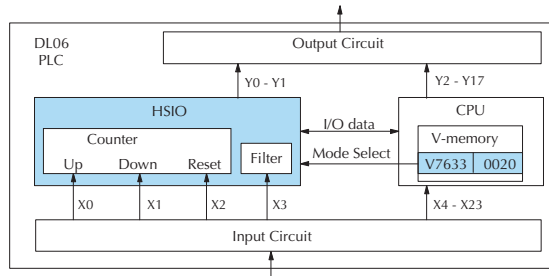 DL06
PLC
Output Circuit
Y0 - Y1
Y2 - Y17
HSIO
CPU
Counter
Up Down Reset
Filter
I/O data
Mode Select
V-memory
V7633 0020
X0
X1
X2
X3
X4 - X23
Input Circuit